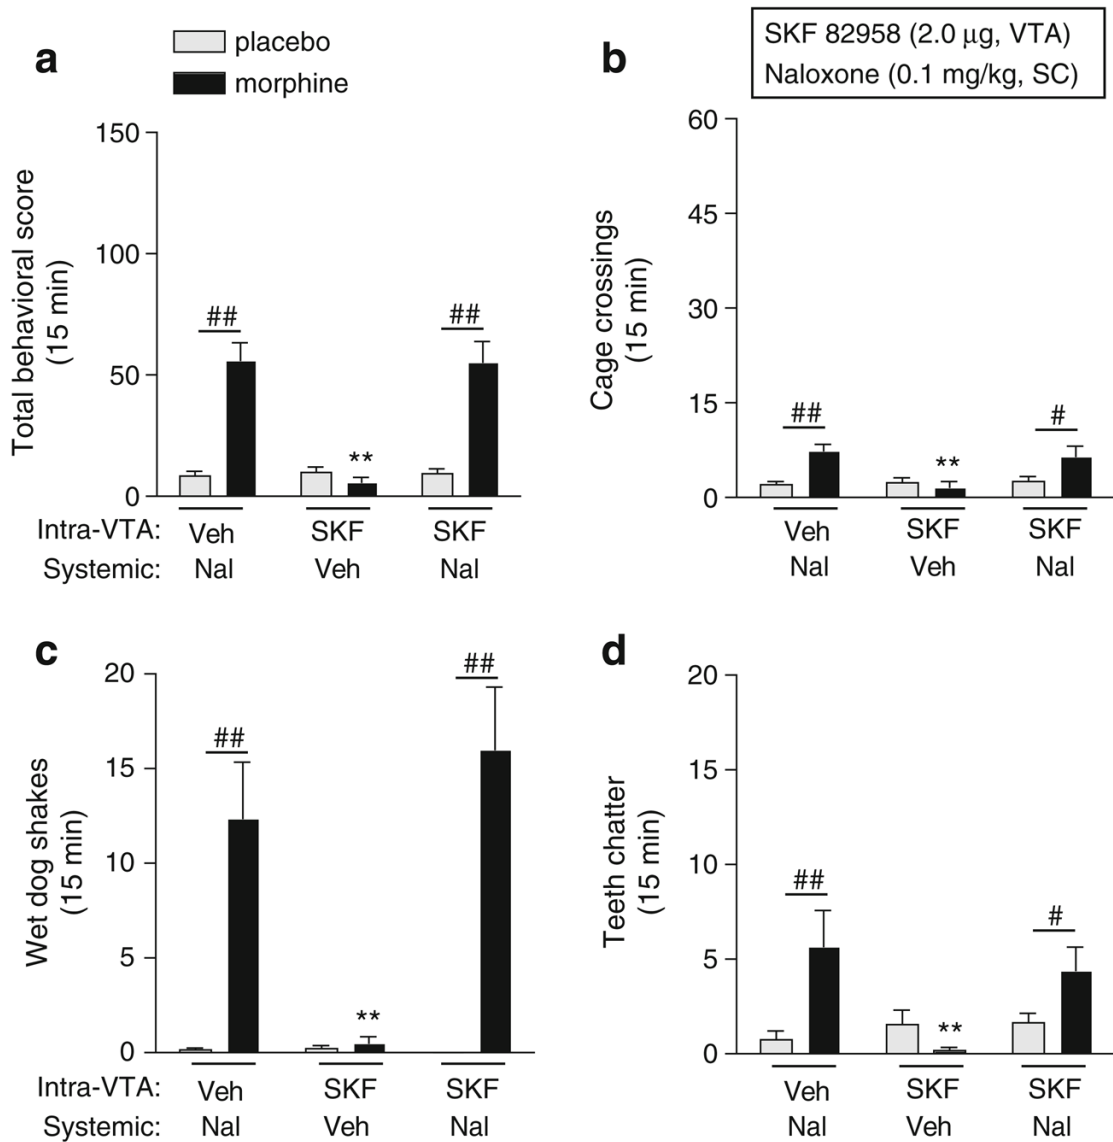 a
placebo
morphine
Total behavioral score
(15 min)
150
100
50
0
##
**
##
Intra-VTA: Veh SKF SKF
Systemic: Nal Veh Nal
b
SKF 82958 (2.0 μg, VTA)
Naloxone (0.1 mg/kg, SC)
Cage crossings
(15 min)
60
45
30
15
0
##
**
#
Veh SKF SKF
Nal Veh Nal
c
Wet dog shakes
(15 min)
20
15
10
5
0
##
**
##
Intra-VTA: Veh SKF SKF
Systemic: Nal Veh Nal
d
Teeth chatter
(15 min)
20
15
10
5
0
##
**
#
Veh SKF SKF
Nal Veh Nal